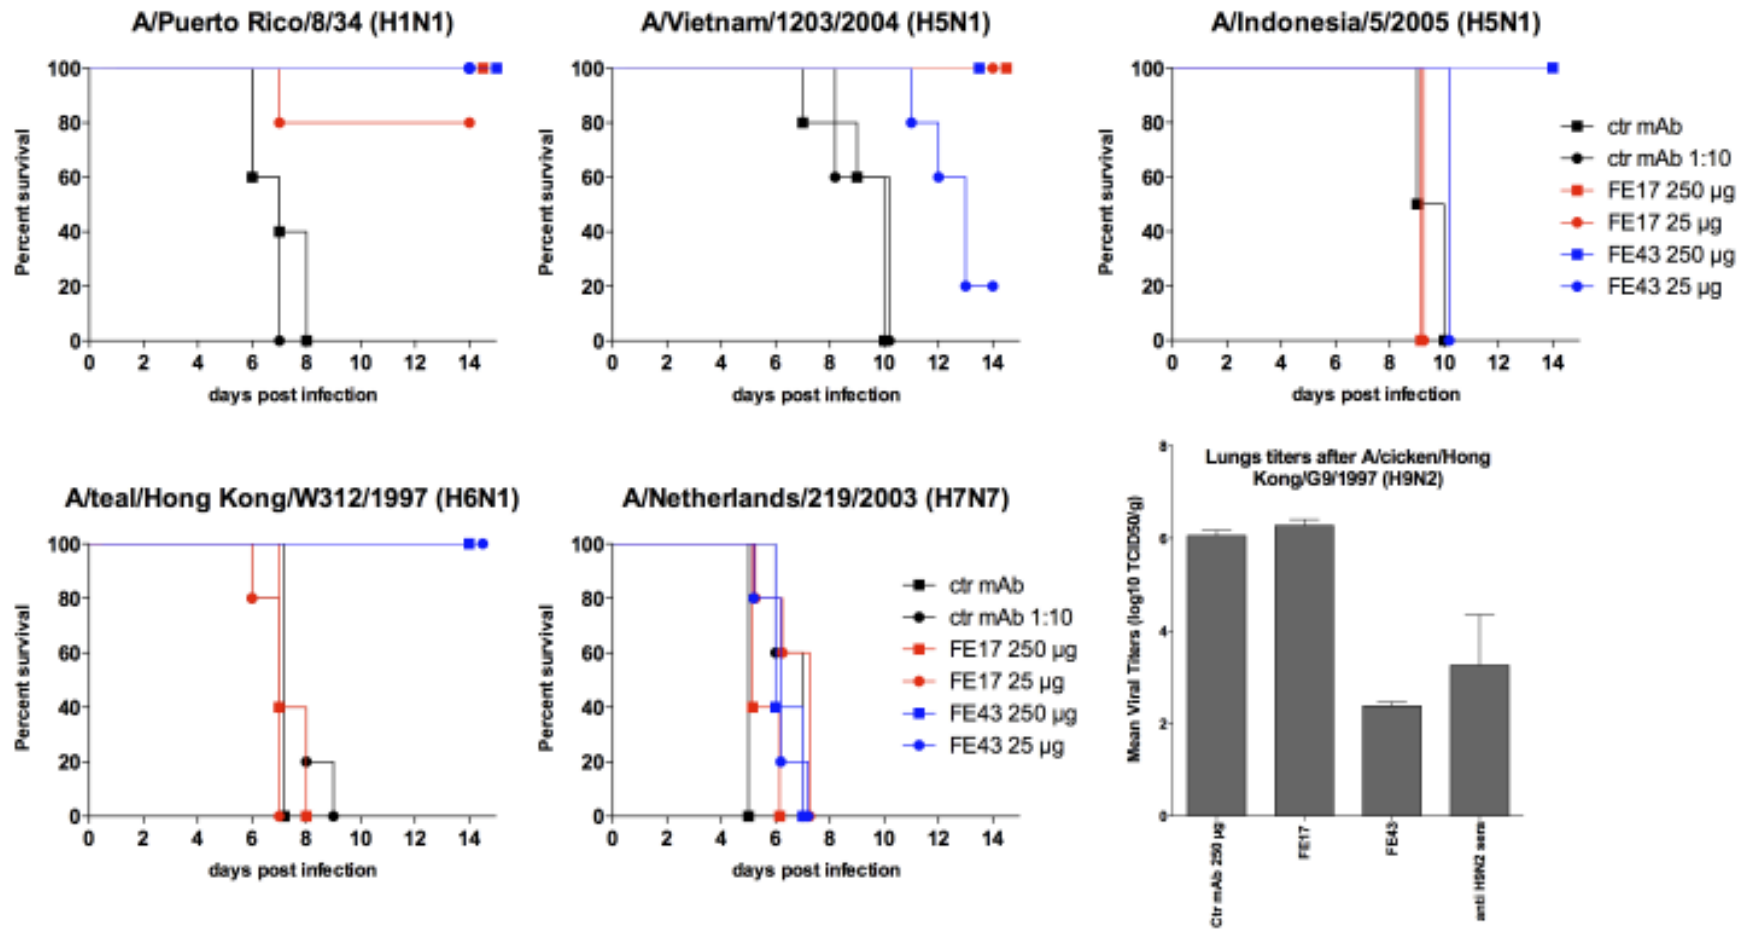 A/Puerto Rico/8/34 (H1N1)
Percent survival
100
80
60
40
20
0
0 2 4 6 8 10 12 14
days post infection
A/Vietnam/1203/2004 (H5N1)
Percent survival
100
80
60
40
20
0
0 2 4 6 8 10 12 14
days post infection
A/Indonesia/5/2005 (H5N1)
Percent survival
100
80
60
40
20
0
0 2 4 6 8 10 12 14
days post infection
ctr mAb
ctr mAb 1:10
FE17 250 µg
FE17 25 µg
FE43 250 µg
FE43 25 µg
A/teal/Hong Kong/W312/1997 (H6N1)
Percent survival
100
80
60
40
20
0
0 2 4 6 8 10 12 14
days post infection
A/Netherlands/219/2003 (H7N7)
Percent survival
100
80
60
40
20
0
0 2 4 6 8 10 12 14
days post infection
ctr mAb
ctr mAb 1:10
FE17 250 µg
FE17 25 µg
FE43 250 µg
FE43 25 µg
Lungs titers after A/cicken/Hong
Kong/G9/1997 (H9N2)
Mean Viral Titers (log10 TCID50/g)
8
6
4
2
0
Ctr mAb 250 µg
FE17
FE43
anti H9N2 sera